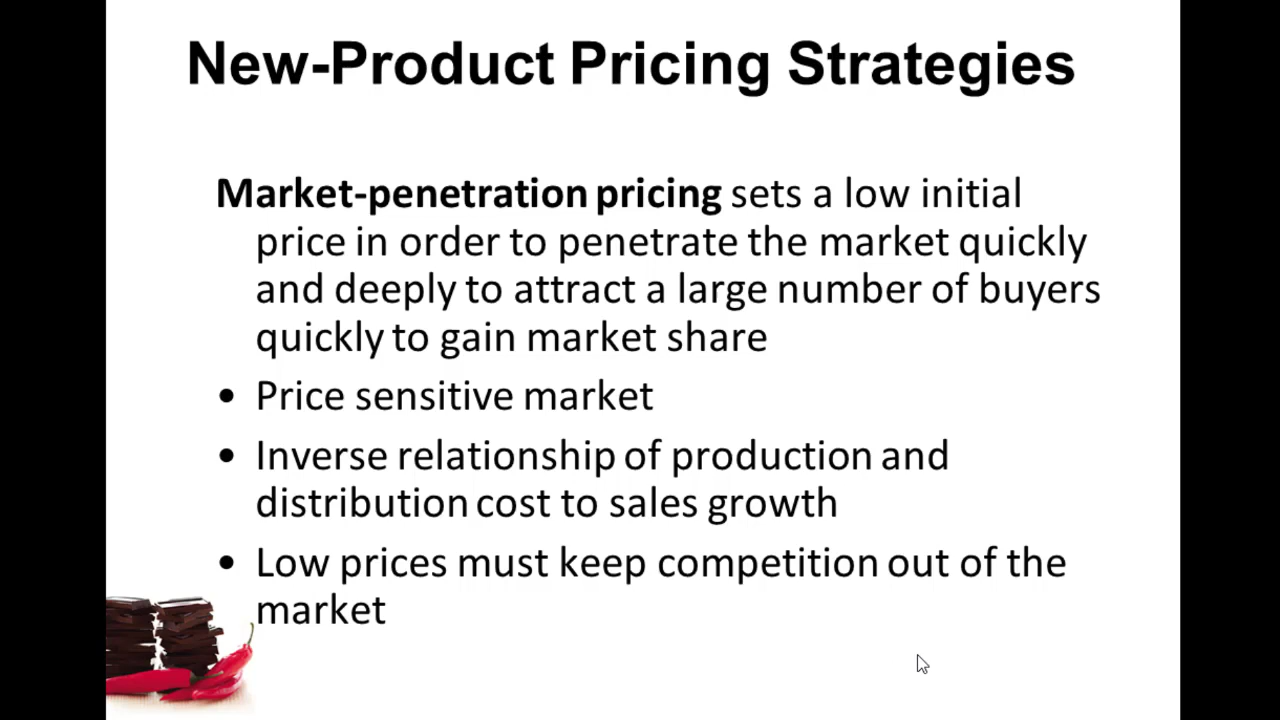 New-Product Pricing Strategies
Market-penetration pricing sets a low initial
price in order to penetrate the market quickly
and deeply to attract a large number of buyers
quickly to gain market share
• Price sensitive market
• Inverse relationship of production and
distribution cost to sales growth
• Low prices must keep competition out of the
market